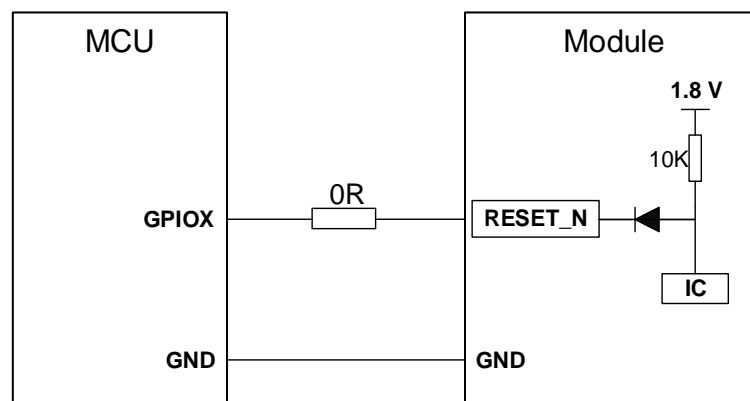 MCU
Module
1.8 V
10K
0R
GPIOX
RESET_N
IC
GND
GND